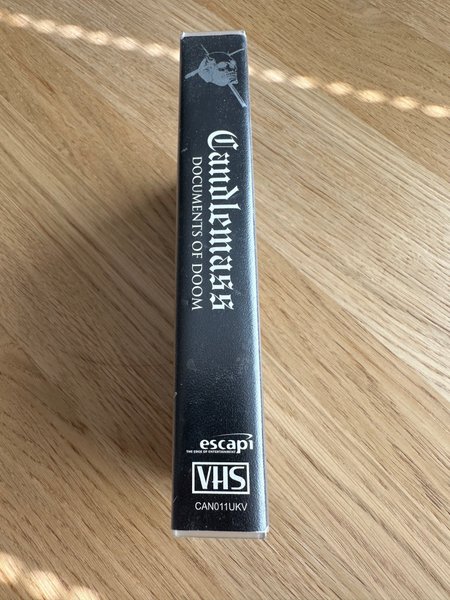 Candlemass
DOCUMENTS OF DOOM
escapi
THE EDGE OF ENTERTAINMENT
VHS
CAN011UKV